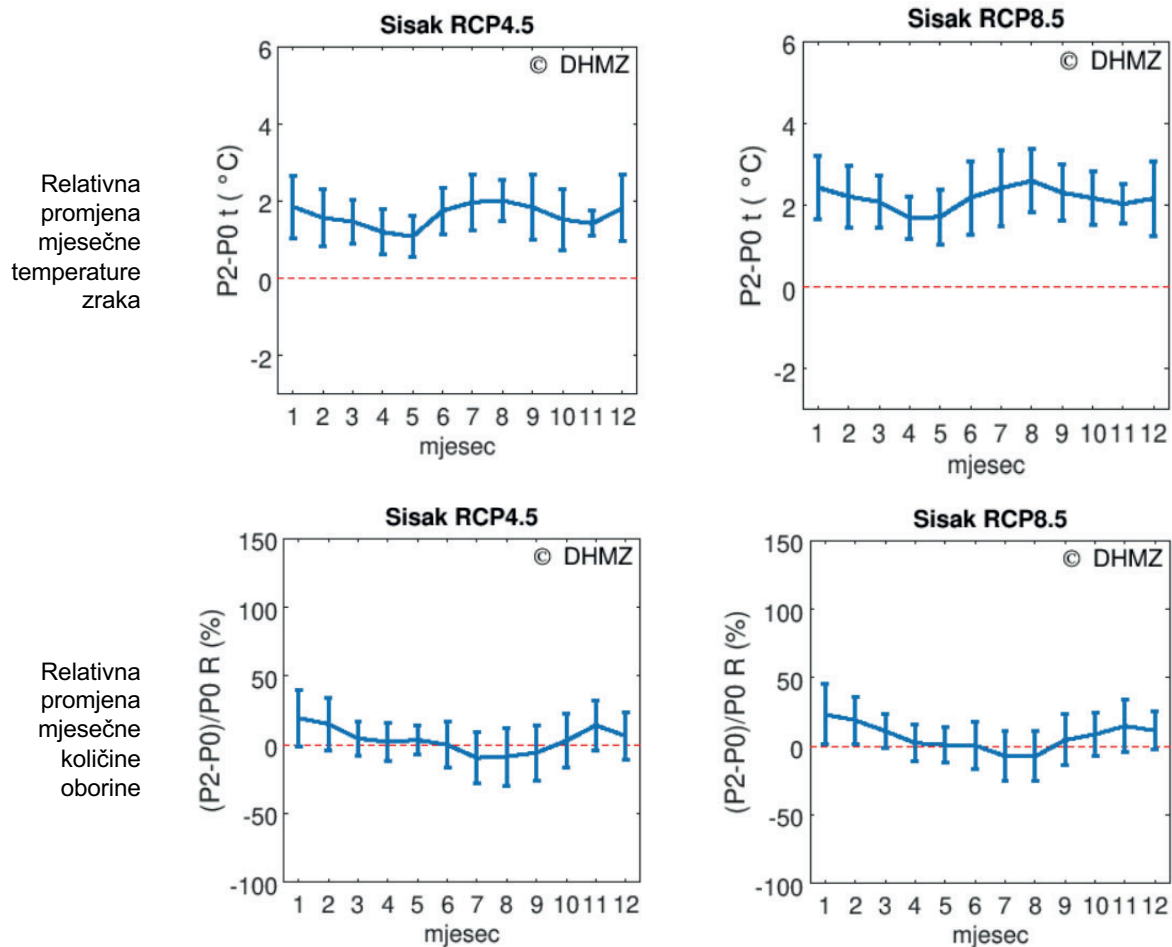 Sisak RCP4.5
© DHMZ
Relativna
promjena
mjesečne
temperature
zraka
P2-P0 t ( °C)
6
4
2
0
-2
1 2 3 4 5 6 7 8 9 10 11 12
mjesec
Sisak RCP8.5
© DHMZ
P2-P0 t ( °C)
6
4
2
0
-2
1 2 3 4 5 6 7 8 9 10 11 12
mjesec
Sisak RCP4.5
© DHMZ
Relativna
promjena
mjesečne
količine
oborine
(P2-P0)/P0 R (%)
150
100
50
0
-50
-100
1 2 3 4 5 6 7 8 9 10 11 12
mjesec
Sisak RCP8.5
© DHMZ
(P2-P0)/P0 R (%)
150
100
50
0
-50
-100
1 2 3 4 5 6 7 8 9 10 11 12
mjesec